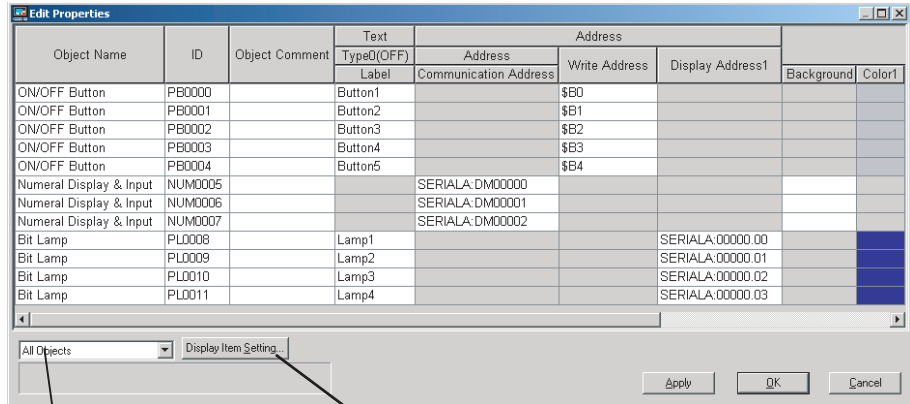 Edit Properties
Text Address
Object Name ID Object Comment Type0(OFF) Address Write Address Display Address1
Label Communication Address Background Color1
ON/OFF Button PB0000 Button1 $B0
ON/OFF Button PB0001 Button2 $B1
ON/OFF Button PB0002 Button3 $B2
ON/OFF Button PB0003 Button4 $B3
ON/OFF Button PB0004 Button5 $B4
Numeral Display & Input NUM0005 SERIALA:DM00000
Numeral Display & Input NUM0006 SERIALA:DM00001
Numeral Display & Input NUM0007 SERIALA:DM00002
Bit Lamp PL0008 Lamp1 SERIALA:00000.00
Bit Lamp PL0009 Lamp2 SERIALA:00000.01
Bit Lamp PL0010 Lamp3 SERIALA:00000.02
Bit Lamp PL0011 Lamp4 SERIALA:00000.03
All Objects Display Item Setting...
Apply OK Cancel